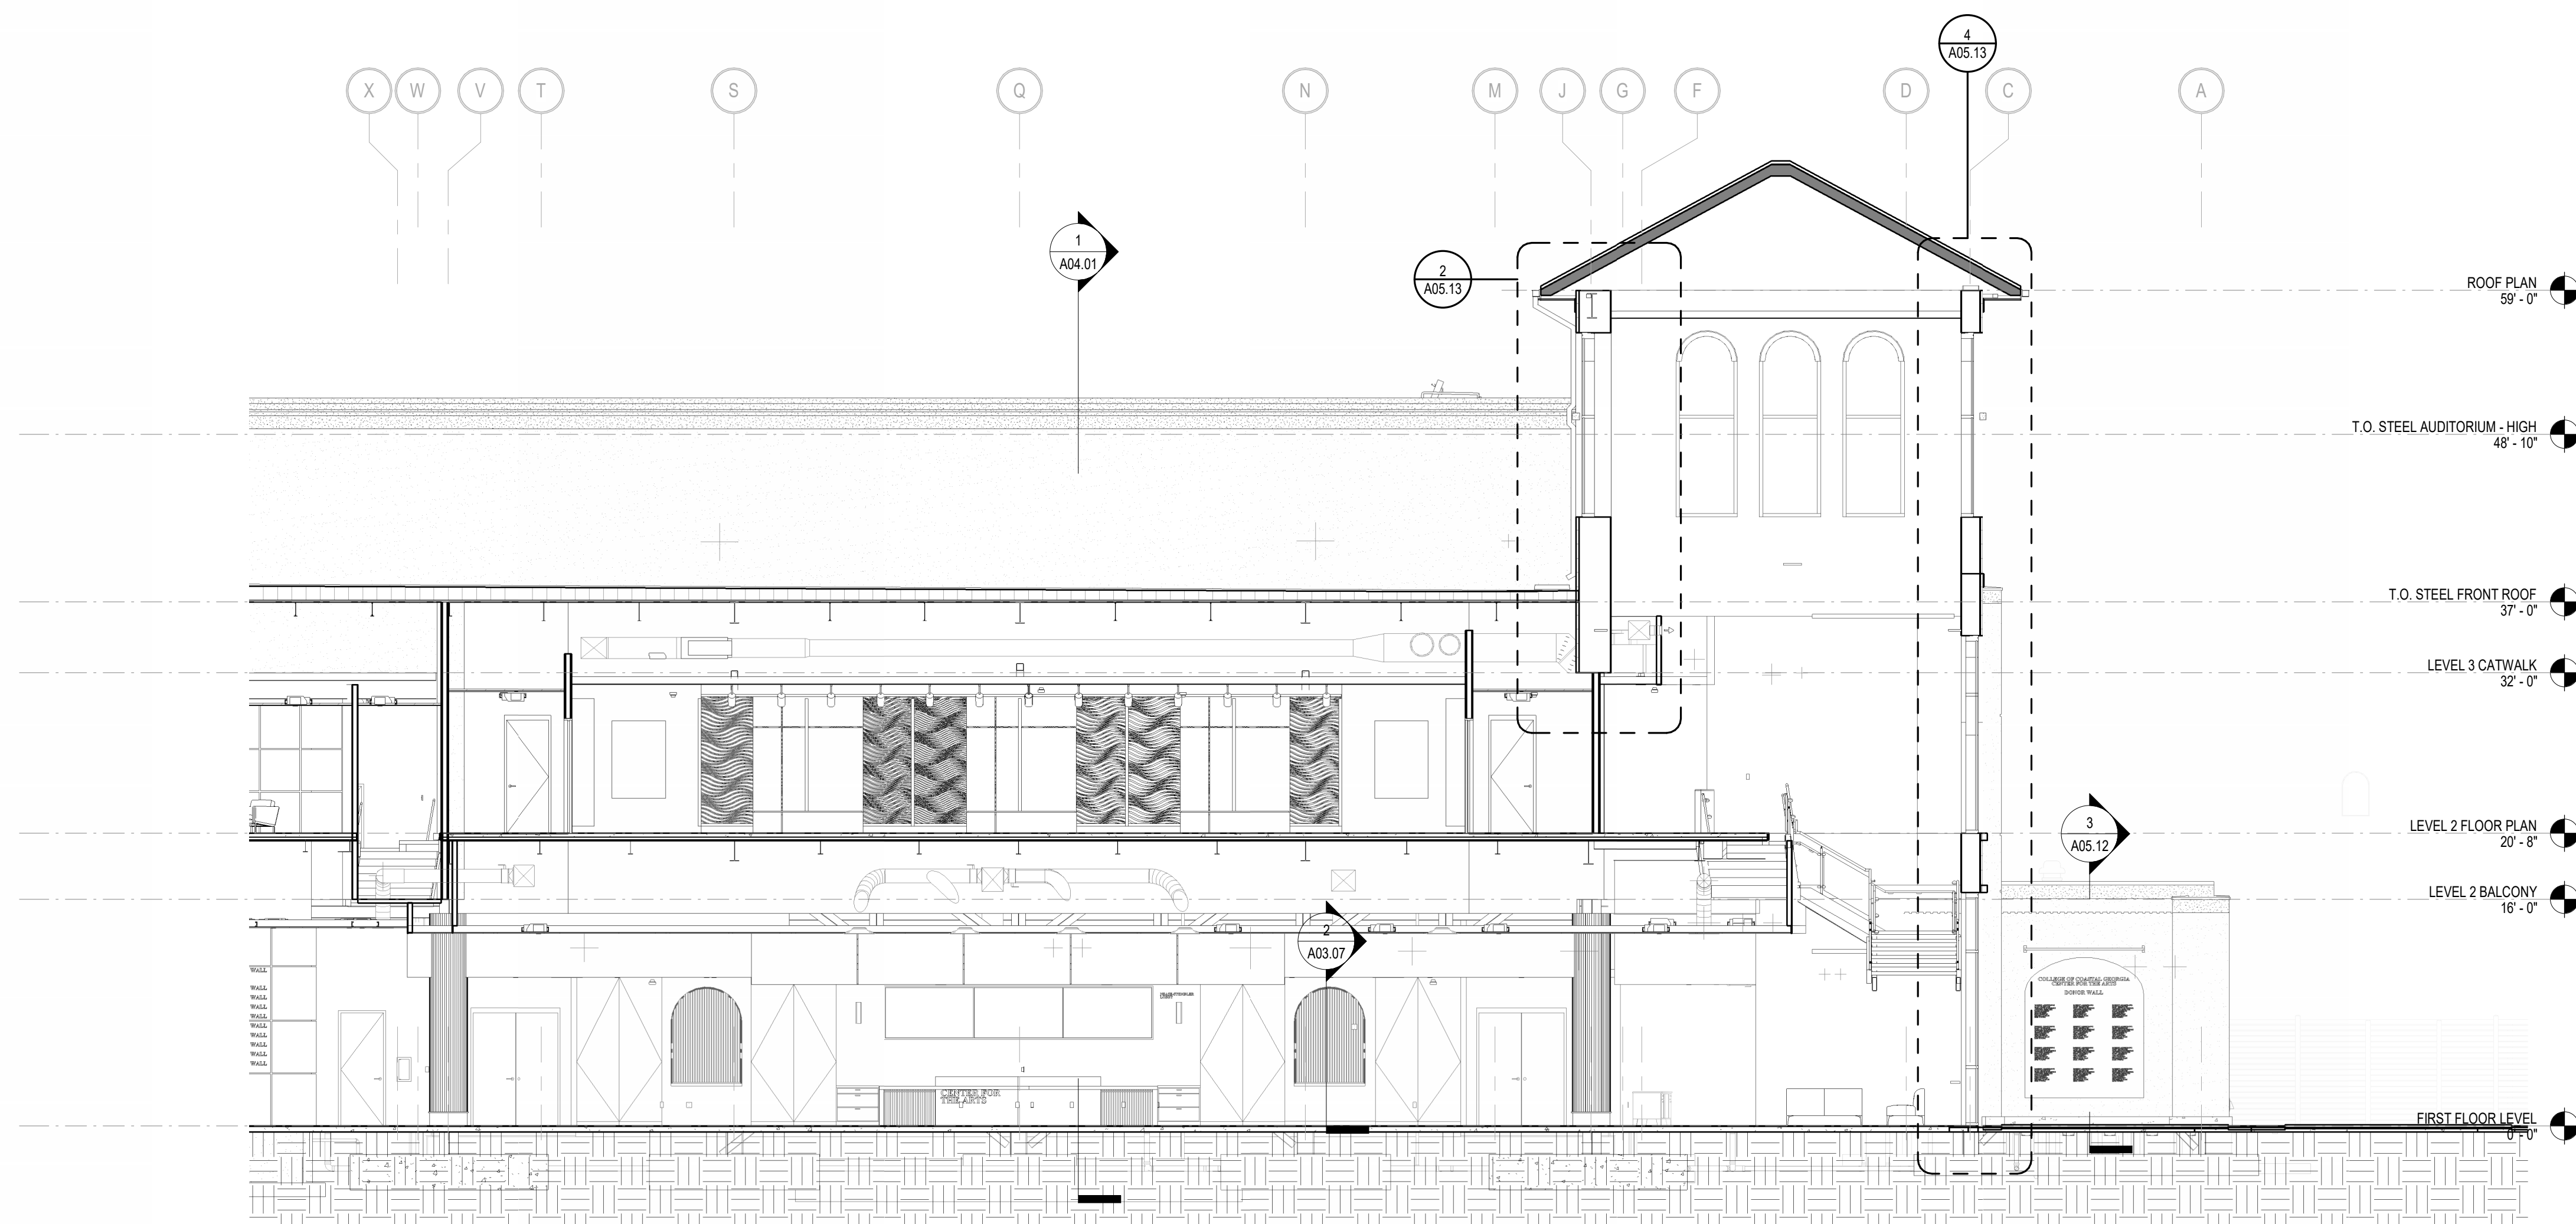 4
A05.13
X W V T S Q N M J G F D C A
1
A04.01
2
A05.13
ROOF PLAN
59' - 0"
T.O. STEEL AUDITORIUM - HIGH
48' - 10"
T.O. STEEL FRONT ROOF
37' - 0"
LEVEL 3 CATWALK
32' - 0"
3
A05.12
LEVEL 2 FLOOR PLAN
20' - 8"
LEVEL 2 BALCONY
16' - 0"
2
A03.07
WALL
WALL
WALL
WALL
WALL
WALL
WALL
WALL
WALL
WALL
LOBBY
COLLEGE OF COASTAL GEORGIA
CENTER FOR THE ARTS
DONOR WALL
CENTER FOR
THE ARTS
FIRST FLOOR LEVEL
0' - 0"